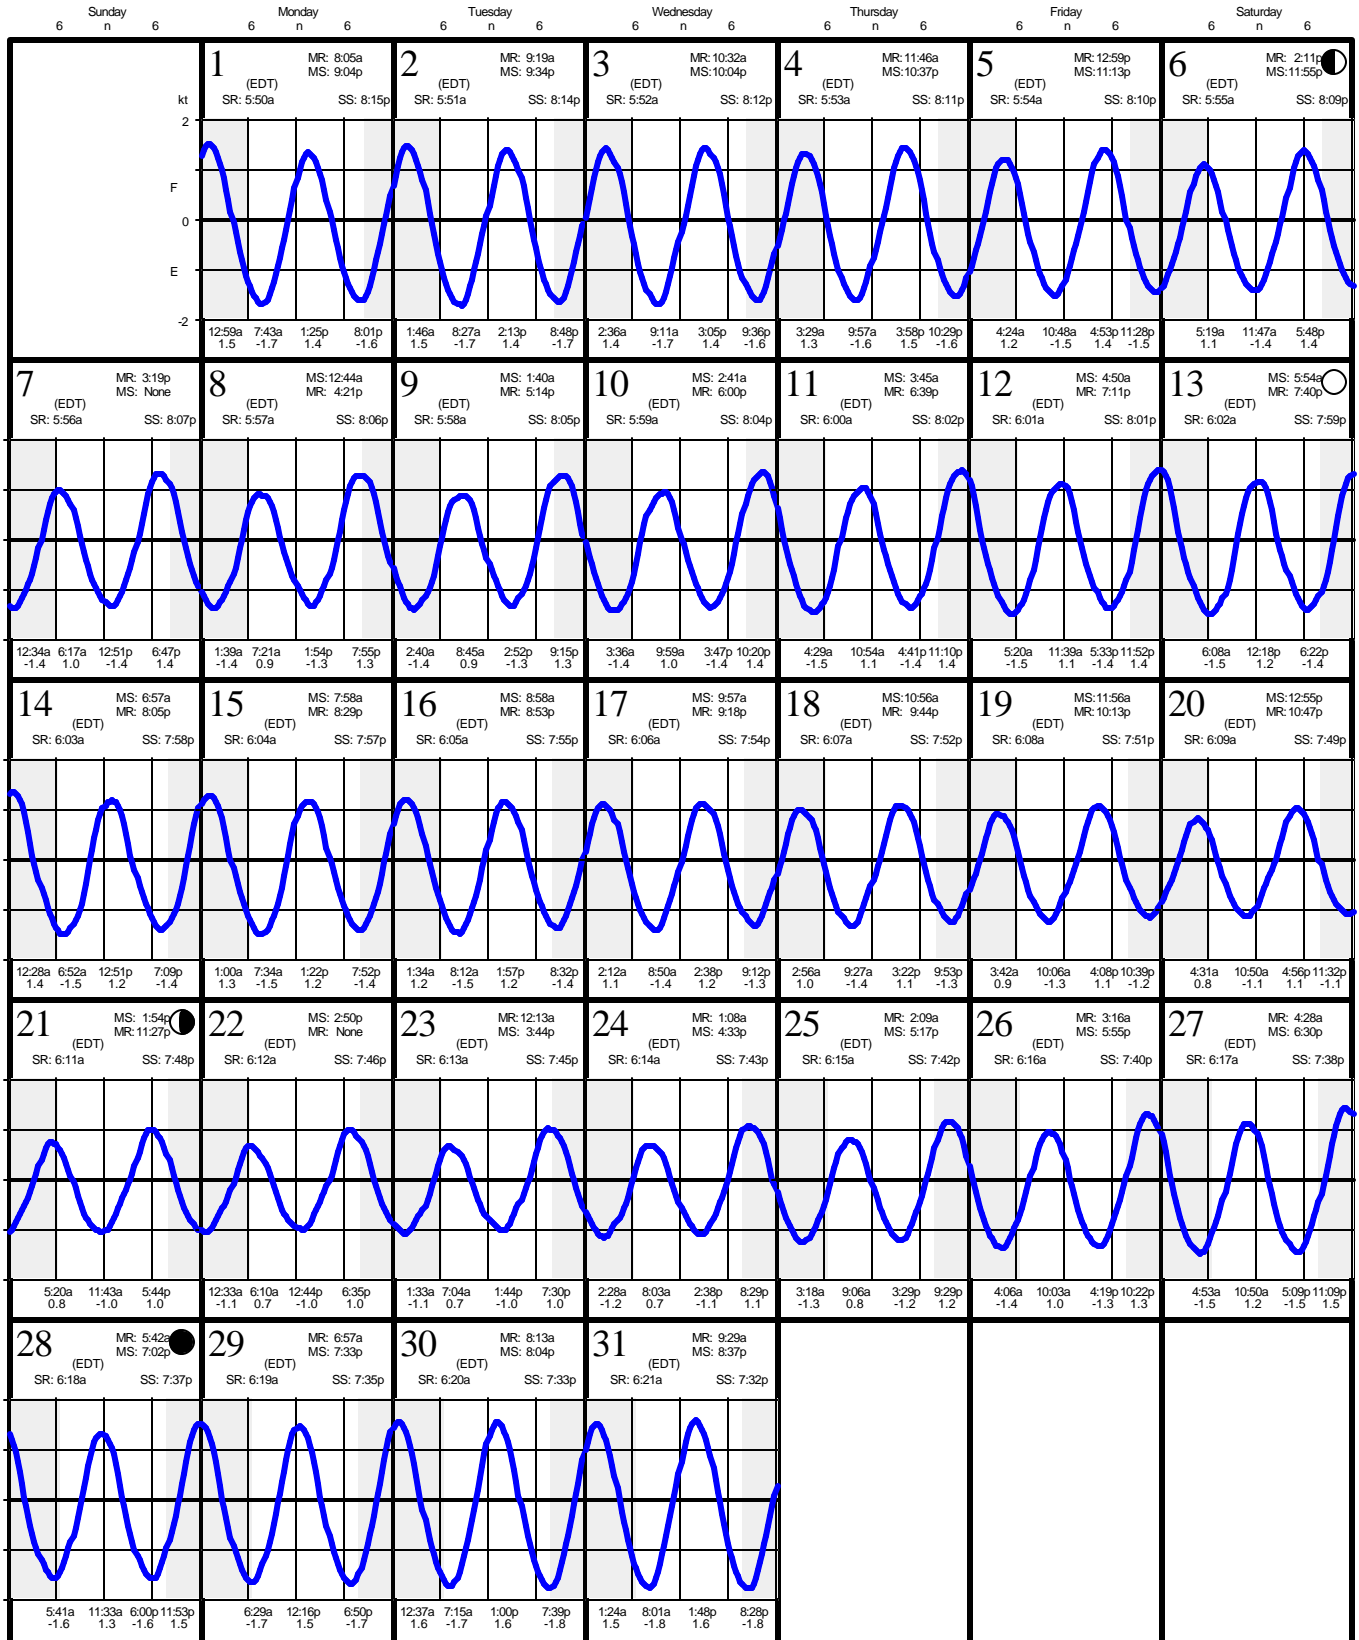 Sunday Monday Tuesday Wednesday Thursday Friday Saturday
6 n 6 6 n 6 6 n 6 6 n 6 6 n 6 6 n 6 6 n 6
1 MR: 8:05a
MS: 9:04p
(EDT)
SR: 5:50a SS: 8:15p
2 MR: 9:19a
MS: 9:34p
(EDT)
SR: 5:51a SS: 8:14p
3 MR:10:32a
MS:10:04p
(EDT)
SR: 5:52a SS: 8:12p
4 MR:11:46a
MS:10:37p
(EDT)
SR: 5:53a SS: 8:11p
5 MR:12:59p
MS:11:13p
(EDT)
SR: 5:54a SS: 8:10p
6 MR: 2:11p
MS:11:55p
(EDT)
SR: 5:55a SS: 8:09p
kt
2
F
0
E
-2
12:59a 7:43a 1:25p 8:01p
1.5 -1.7 1.4 -1.6
1:46a 8:27a 2:13p 8:48p
1.5 -1.7 1.4 -1.7
2:36a 9:11a 3:05p 9:36p
1.4 -1.7 1.4 -1.6
3:29a 9:57a 3:58p 10:29p
1.3 -1.6 1.5 -1.6
4:24a 10:48a 4:53p 11:28p
1.2 -1.5 1.4 -1.5
5:19a 11:47a 5:48p
1.1 -1.4 1.4
7 MR: 3:19p
MS: None
(EDT)
SR: 5:56a SS: 8:07p
8 MS:12:44a
MR: 4:21p
(EDT)
SR: 5:57a SS: 8:06p
9 MS: 1:40a
MR: 5:14p
(EDT)
SR: 5:58a SS: 8:05p
10 MS: 2:41a
MR: 6:00p
(EDT)
SR: 5:59a SS: 8:04p
11 MS: 3:45a
MR: 6:39p
(EDT)
SR: 6:00a SS: 8:02p
12 MS: 4:50a
MR: 7:11p
(EDT)
SR: 6:01a SS: 8:01p
13 MS: 5:54a
MR: 7:40p
(EDT)
SR: 6:02a SS: 7:59p
12:34a 6:17a 12:51p 6:47p
-1.4 1.0 -1.4 1.4
1:39a 7:21a 1:54p 7:55p
-1.4 0.9 -1.3 1.3
2:40a 8:45a 2:52p 9:15p
-1.4 0.9 -1.3 1.3
3:36a 9:59a 3:47p 10:20p
-1.4 1.0 -1.4 1.4
4:29a 10:54a 4:41p 11:10p
-1.5 1.1 -1.4 1.4
5:20a 11:39a 5:33p 11:52p
-1.5 1.1 -1.4 1.4
6:08a 12:18p 6:22p
-1.5 1.2 -1.4
14 MS: 6:57a
MR: 8:05p
(EDT)
SR: 6:03a SS: 7:58p
15 MS: 7:58a
MR: 8:29p
(EDT)
SR: 6:04a SS: 7:57p
16 MS: 8:58a
MR: 8:53p
(EDT)
SR: 6:05a SS: 7:55p
17 MS: 9:57a
MR: 9:18p
(EDT)
SR: 6:06a SS: 7:54p
18 MS:10:56a
MR: 9:44p
(EDT)
SR: 6:07a SS: 7:52p
19 MS:11:56a
MR:10:13p
(EDT)
SR: 6:08a SS: 7:51p
20 MS:12:55p
MR:10:47p
(EDT)
SR: 6:09a SS: 7:49p
12:28a 6:52a 12:51p 7:09p
1.4 -1.5 1.2 -1.4
1:00a 7:34a 1:22p 7:52p
1.3 -1.5 1.2 -1.4
1:34a 8:12a 1:57p 8:32p
1.2 -1.5 1.2 -1.4
2:12a 8:50a 2:38p 9:12p
1.1 -1.4 1.2 -1.3
2:56a 9:27a 3:22p 9:53p
1.0 -1.4 1.1 -1.3
3:42a 10:06a 4:08p 10:39p
0.9 -1.3 1.1 -1.2
4:31a 10:50a 4:56p 11:32p
0.8 -1.1 1.1 -1.1
21 MS: 1:54p
MR:11:27p
(EDT)
SR: 6:11a SS: 7:48p
22 MS: 2:50p
MR: None
(EDT)
SR: 6:12a SS: 7:46p
23 MR:12:13a
MS: 3:44p
(EDT)
SR: 6:13a SS: 7:45p
24 MR: 1:08a
MS: 4:33p
(EDT)
SR: 6:14a SS: 7:43p
25 MR: 2:09a
MS: 5:17p
(EDT)
SR: 6:15a SS: 7:42p
26 MR: 3:16a
MS: 5:55p
(EDT)
SR: 6:16a SS: 7:40p
27 MR: 4:28a
MS: 6:30p
(EDT)
SR: 6:17a SS: 7:38p
5:20a 11:43a 5:44p
0.8 -1.0 1.0
12:33a 6:10a 12:44p 6:35p
-1.1 0.7 -1.0 1.0
1:33a 7:04a 1:44p 7:30p
-1.1 0.7 -1.0 1.0
2:28a 8:03a 2:38p 8:29p
-1.2 0.7 -1.1 1.1
3:18a 9:06a 3:29p 9:29p
-1.3 0.8 -1.2 1.2
4:06a 10:03a 4:19p 10:22p
-1.4 1.0 -1.3 1.3
4:53a 10:50a 5:09p 11:09p
-1.5 1.2 -1.5 1.5
28 MR: 5:42a
MS: 7:02p
(EDT)
SR: 6:18a SS: 7:37p
29 MR: 6:57a
MS: 7:33p
(EDT)
SR: 6:19a SS: 7:35p
30 MR: 8:13a
MS: 8:04p
(EDT)
SR: 6:20a SS: 7:33p
31 MR: 9:29a
MS: 8:37p
(EDT)
SR: 6:21a SS: 7:32p
5:41a 11:33a 6:00p 11:53p
-1.6 1.3 -1.6 1.5
6:29a 12:16p 6:50p
-1.7 1.5 -1.7
12:37a 7:15a 1:00p 7:39p
1.6 -1.7 1.6 -1.8
1:24a 8:01a 1:48p 8:28p
1.5 -1.8 1.6 -1.8